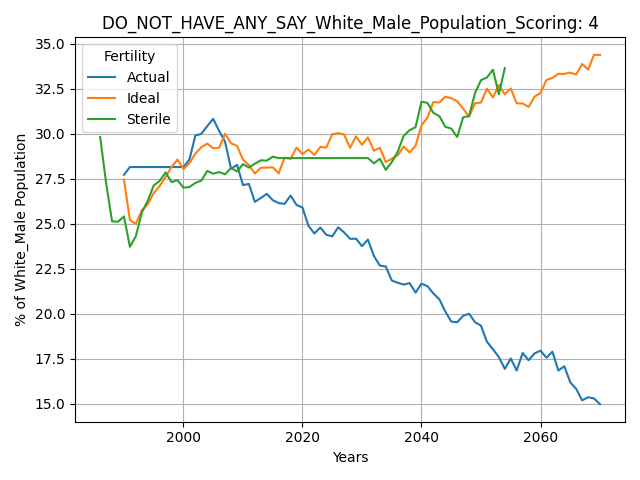 DO_NOT_HAVE_ANY_SAY_White_Male_Population_Scoring: 4
Fertility
Actual
Ideal
Sterile
% of White_Male Population
35.0
32.5
30.0
27.5
25.0
22.5
20.0
17.5
15.0
2000
2020
2040
2060
Years